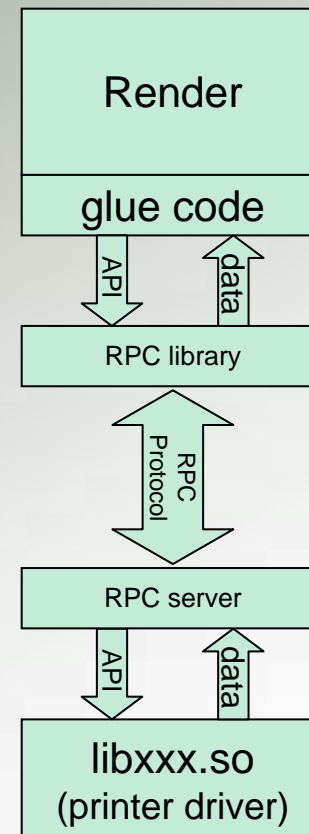 Render
glue code
API
data
RPC library
RPC
Protocol
RPC server
API
data
libxxx.so
(printer driver)